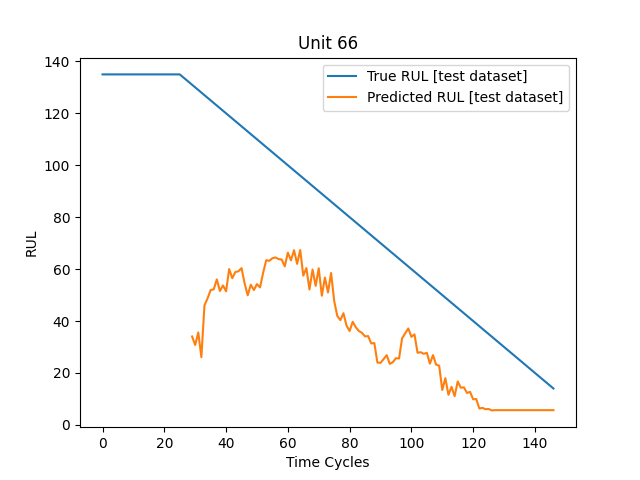 Unit 66
True RUL [test dataset]
Predicted RUL [test dataset]
RUL
140
120
100
80
60
40
20
0
0 20 40 60 80 100 120 140
Time Cycles